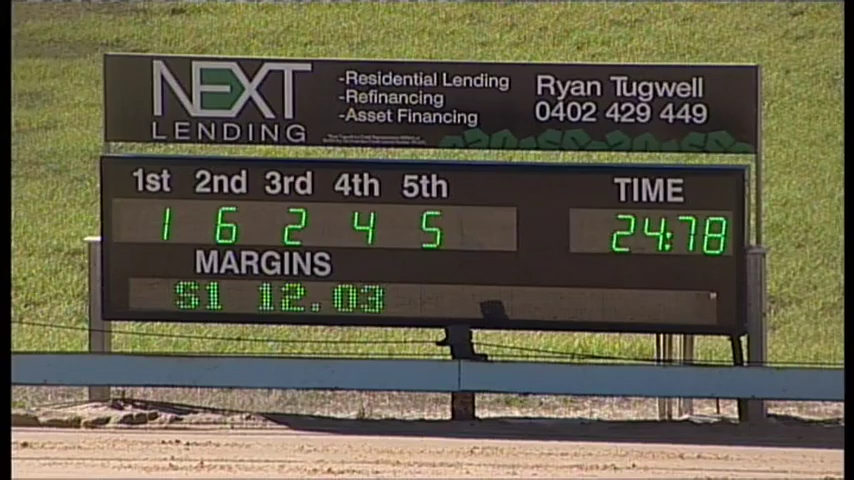 NEXT
LENDING
-Residential Lending
-Refinancing
-Asset Financing
Ryan Tugwell
0402 429 449
1st 2nd 3rd 4th 5th TIME
1 6 2 4 5 24:78
MARGINS
S1 12.03